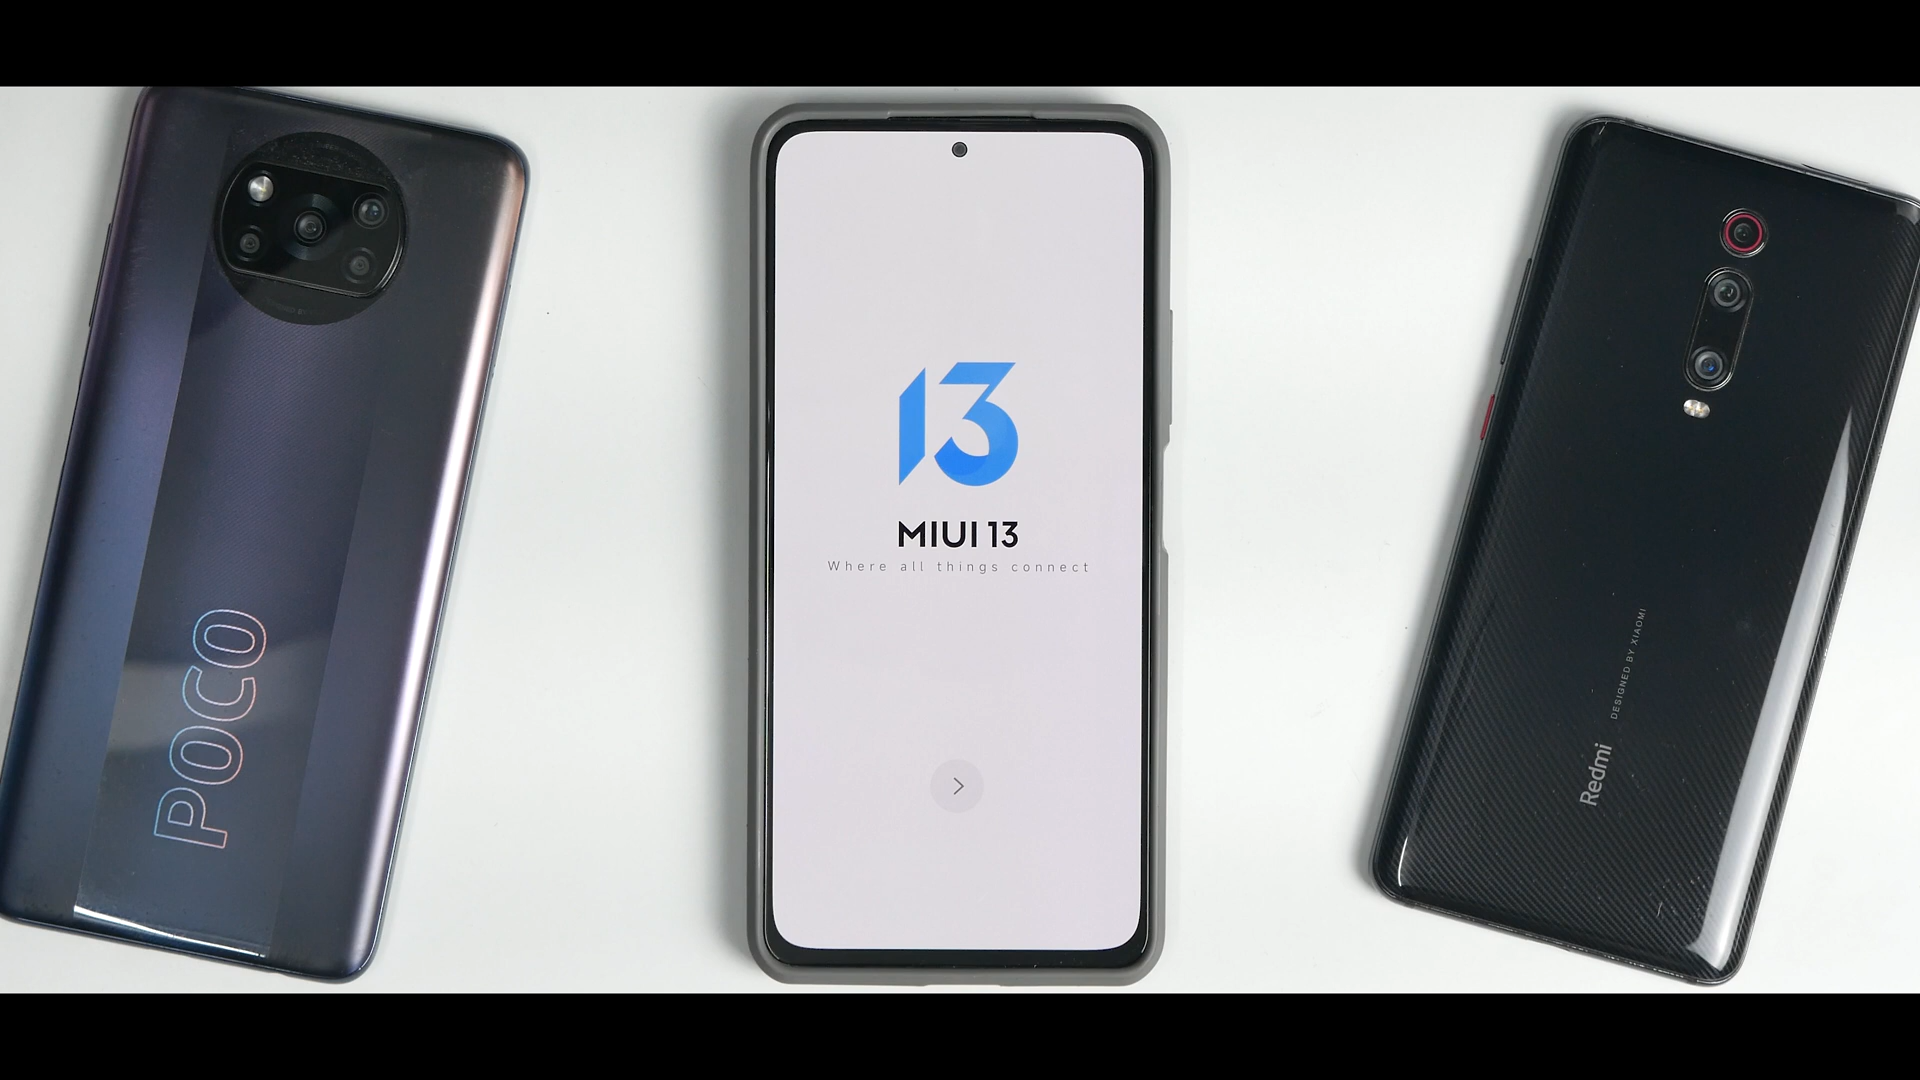 POCO
13
MIUI 13
Where all things connect
Redmi
DESIGNED BY XIAOMI